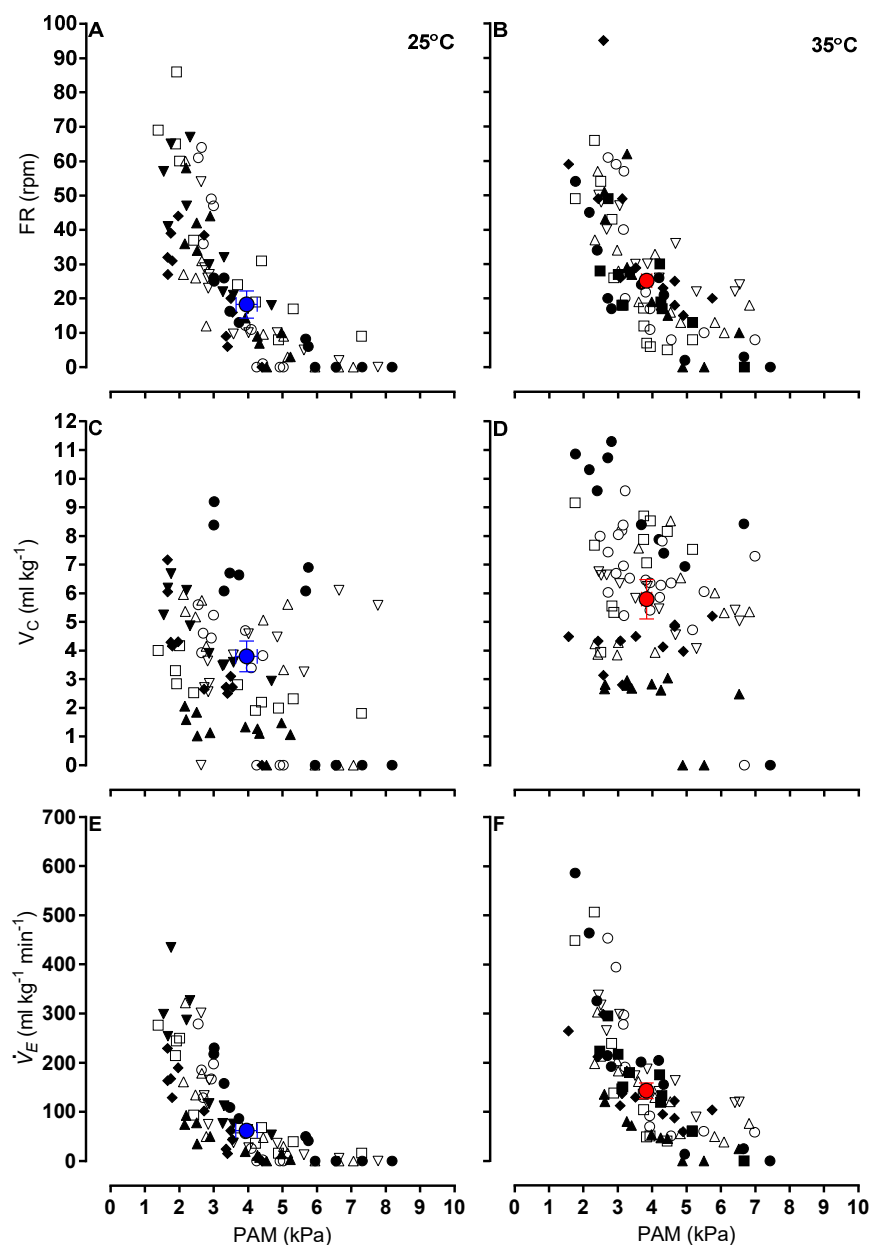 A 25°C
B 35°C
FR (rpm)
100
90
80
70
60
50
40
30
20
10
0
C
D
V_C (ml kg⁻¹)
12
11
10
9
8
7
6
5
4
3
2
1
0
E
F
V̇_E (ml kg⁻¹ min⁻¹)
700
600
500
400
300
200
100
0
0 1 2 3 4 5 6 7 8 9 10
0 1 2 3 4 5 6 7 8 9 10
PAM (kPa)
PAM (kPa)